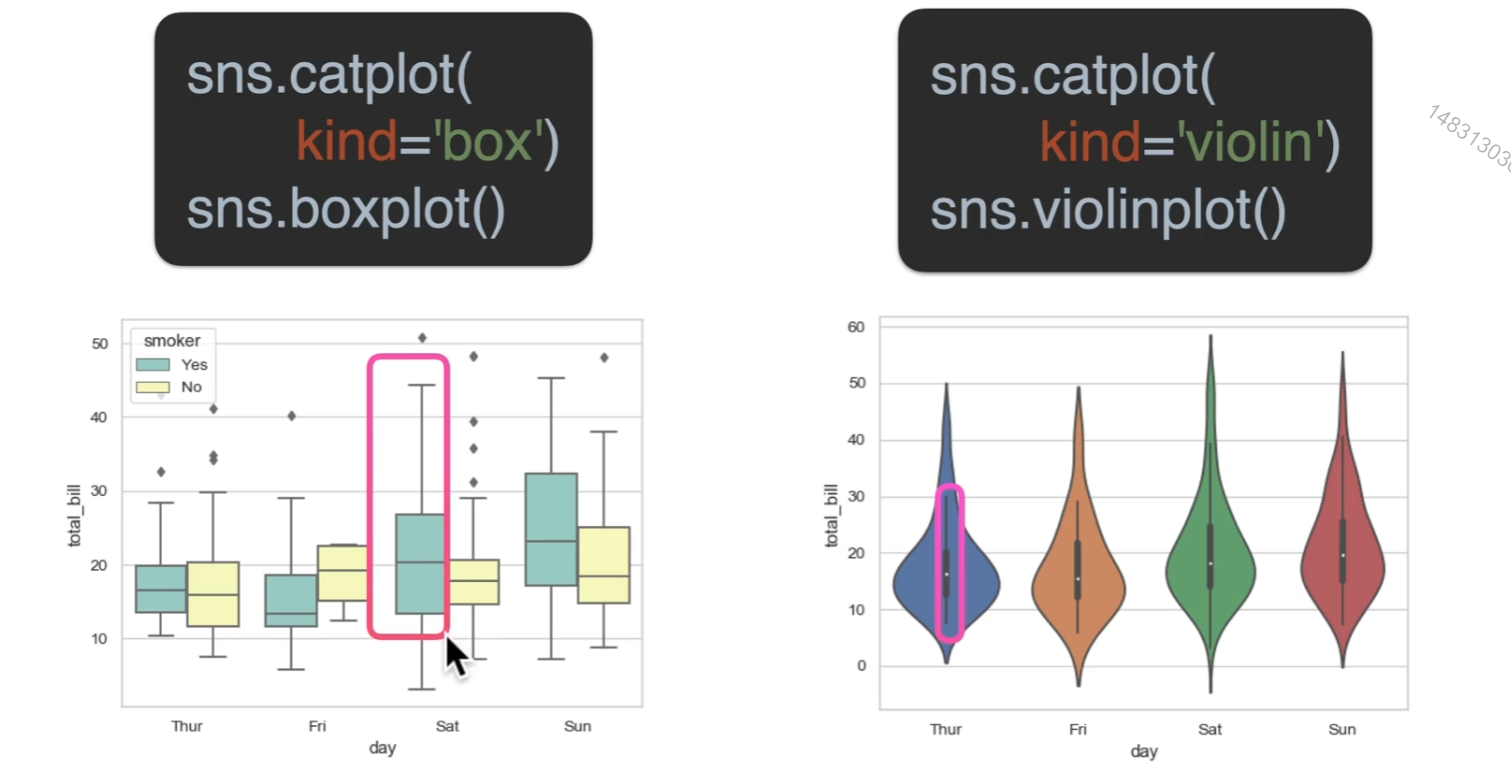 sns.catplot(
kind='box')
sns.boxplot()
sns.catplot(
kind='violin')
sns.violinplot()
smoker
Yes
No
50
40
30
20
10
total_bill
Thur Fri Sat Sun
day
60
50
40
30
20
10
0
total_bill
Thur Fri Sat Sun
day